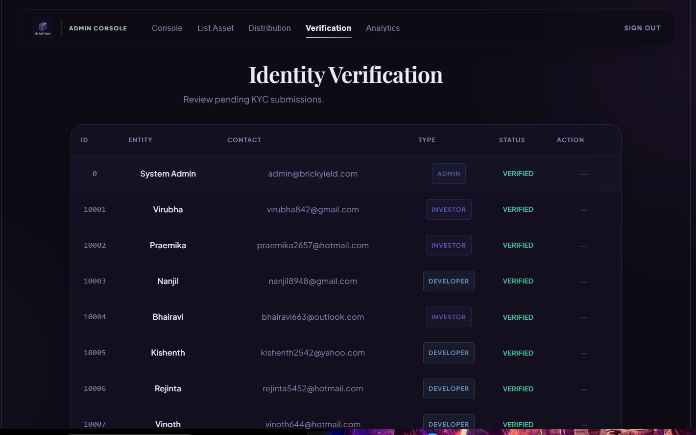 ADMIN CONSOLE Console List Asset Distribution Verification Analytics SIGN OUT
Identity Verification
Review pending KYC submissions.
ID ENTITY CONTACT TYPE STATUS ACTION
0 System Admin admin@brickyield.com ADMIN VERIFIED —
10001 Virubha virubha842@gmail.com INVESTOR VERIFIED —
10002 Praemika praemika2657@hotmail.com INVESTOR VERIFIED —
10003 Nanjil nanjil8948@gmail.com DEVELOPER VERIFIED —
10004 Bhairavi bhairavi663@outlook.com INVESTOR VERIFIED —
10005 Kishenth kishenth2542@yahoo.com DEVELOPER VERIFIED —
10006 Rejinta rejinta5452@hotmail.com DEVELOPER VERIFIED —
10007 Vinoth vinoth644@hotmail.com DEVELOPER VERIFIED —